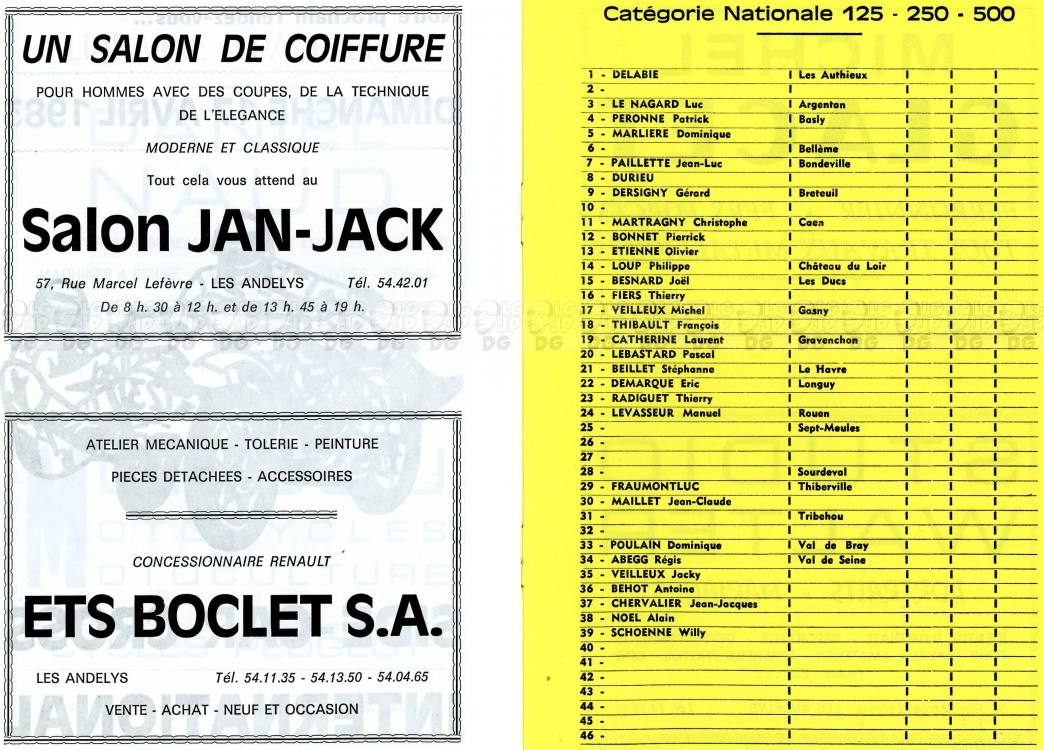 UN SALON DE COIFFURE
POUR HOMMES AVEC DES COUPES, DE LA TECHNIQUE
DE L'ELEGANCE
MODERNE ET CLASSIQUE
Tout cela vous attend au
Salon JAN-JACK
57, Rue Marcel Lefèvre - LES ANDELYS Tél. 54.42.01
De 8 h. 30 à 12 h. et de 13 h. 45 à 19 h.
ATELIER MECANIQUE - TOLERIE - PEINTURE
PIECES DETACHEES - ACCESSOIRES
CONCESSIONNAIRE RENAULT
ETS BOCLET S.A.
LES ANDELYS Tél. 54.11.35 - 54.13.50 - 54.04.65
VENTE - ACHAT - NEUF ET OCCASION
Catégorie Nationale 125 - 250 - 500
1 - DELABIE Les Authieux
2 -
3 - LE NAGARD Luc Argentan
4 - PERONNE Patrick Basly
5 - MARLIERE Dominique
6 - Bellème
7 - PAILLETTE Jean-Luc Bondeville
8 - DURIEU
9 - DERSIGNY Gérard Breteuil
10 -
11 - MARTRAGNY Christophe Caen
12 - BONNET Pierrick
13 - ETIENNE Olivier
14 - LOUP Philippe Château du Loir
15 - BESNARD Joël Les Ducs
16 - FIERS Thierry
17 - VEILLEUX Michel Gasny
18 - THIBAULT François
19 - CATHERINE Laurent Gravenchon
20 - LEBASTARD Pascal
21 - BEILLET Stéphanne Le Havre
22 - DEMARQUE Eric Longuy
23 - RADIGUET Thierry
24 - LEVASSEUR Manuel Rouen
25 - Sept-Meules
26 -
27 -
28 - Sourdeval
29 - FRAUMONTLUC Thiberville
30 - MAILLET Jean-Claude
31 - Tribehou
32 -
33 - POULAIN Dominique Val de Bray
34 - ABEGG Régis Val de Seine
35 - VEILLEUX Jacky
36 - BEHOT Antoine
37 - CHERVALIER Jean-Jacques
38 - NOEL Alain
39 - SCHOENNE Willy
40 -
41 -
42 -
43 -
44 -
45 -
46 -